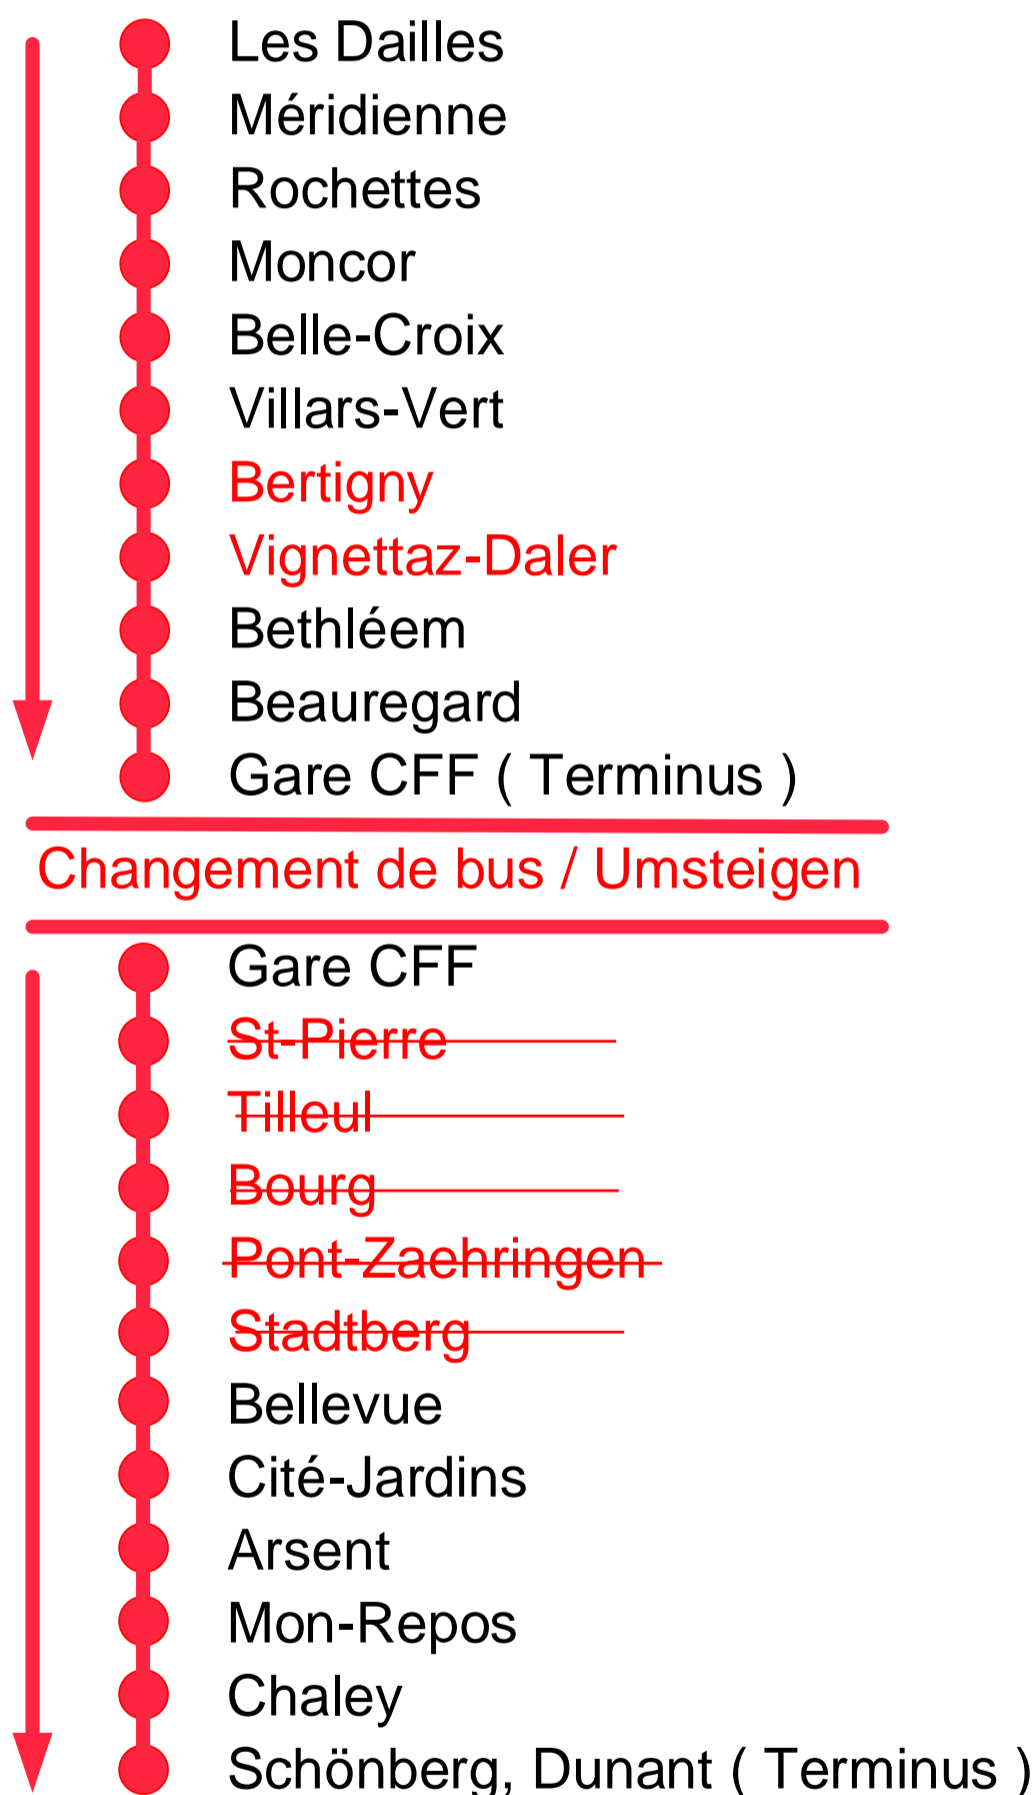 Les Dailles
Méridienne
Rochettes
Moncor
Belle-Croix
Villars-Vert
Bertigny
Vignettaz-Daler
Bethléem
Beauregard
Gare CFF ( Terminus )
Changement de bus / Umsteigen
Gare CFF
St-Pierre
Tilleul
Bourg
Pont-Zaehringen
Stadtberg
Bellevue
Cité-Jardins
Arsent
Mon-Repos
Chaley
Schönberg, Dunant ( Terminus )